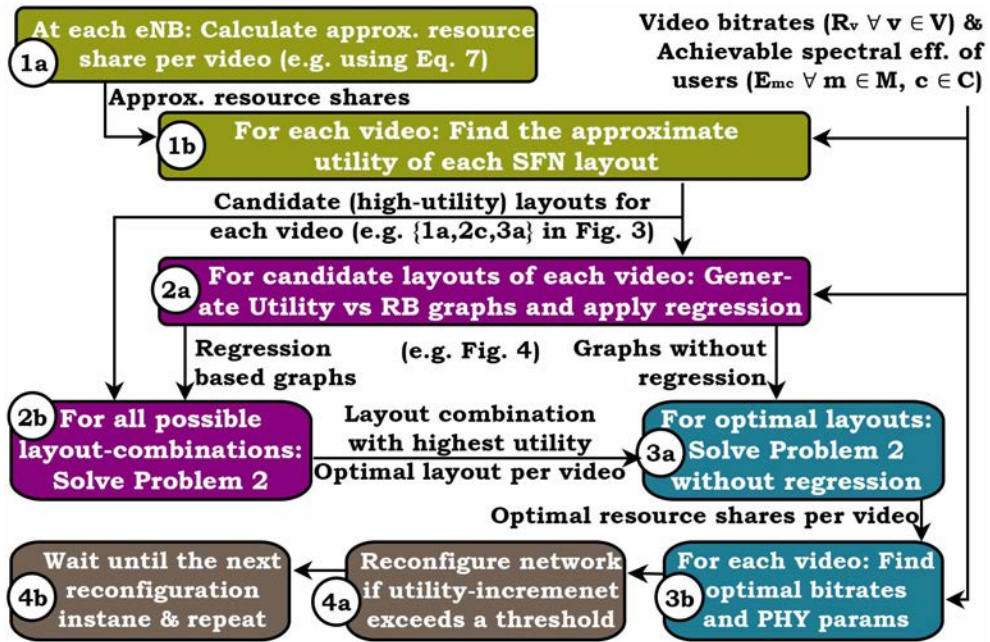 At each eNB: Calculate approx. resource
share per video (e.g. using Eq. 7)
1a
Video bitrates (Rv ∀ v ∈ V) &
Achievable spectral eff. of
users (Emc ∀ m ∈ M, c ∈ C)
Approx. resource shares
1b
For each video: Find the approximate
utility of each SFN layout
Candidate (high-utility) layouts for
each video (e.g. {1a,2c,3a} in Fig. 3)
2a
For candidate layouts of each video: Gener-
ate Utility vs RB graphs and apply regression
Regression
based graphs
(e.g. Fig. 4)
Graphs without
regression
2b
For all possible
layout-combinations:
Solve Problem 2
Layout combination
with highest utility
Optimal layout per video
3a
For optimal layouts:
Solve Problem 2
without regression
Optimal resource shares per video
3b
For each video: Find
optimal bitrates
and PHY params
4a
Reconfigure network
if utility-incremenet
exceeds a threshold
4b
Wait until the next
reconfiguration
instane & repeat